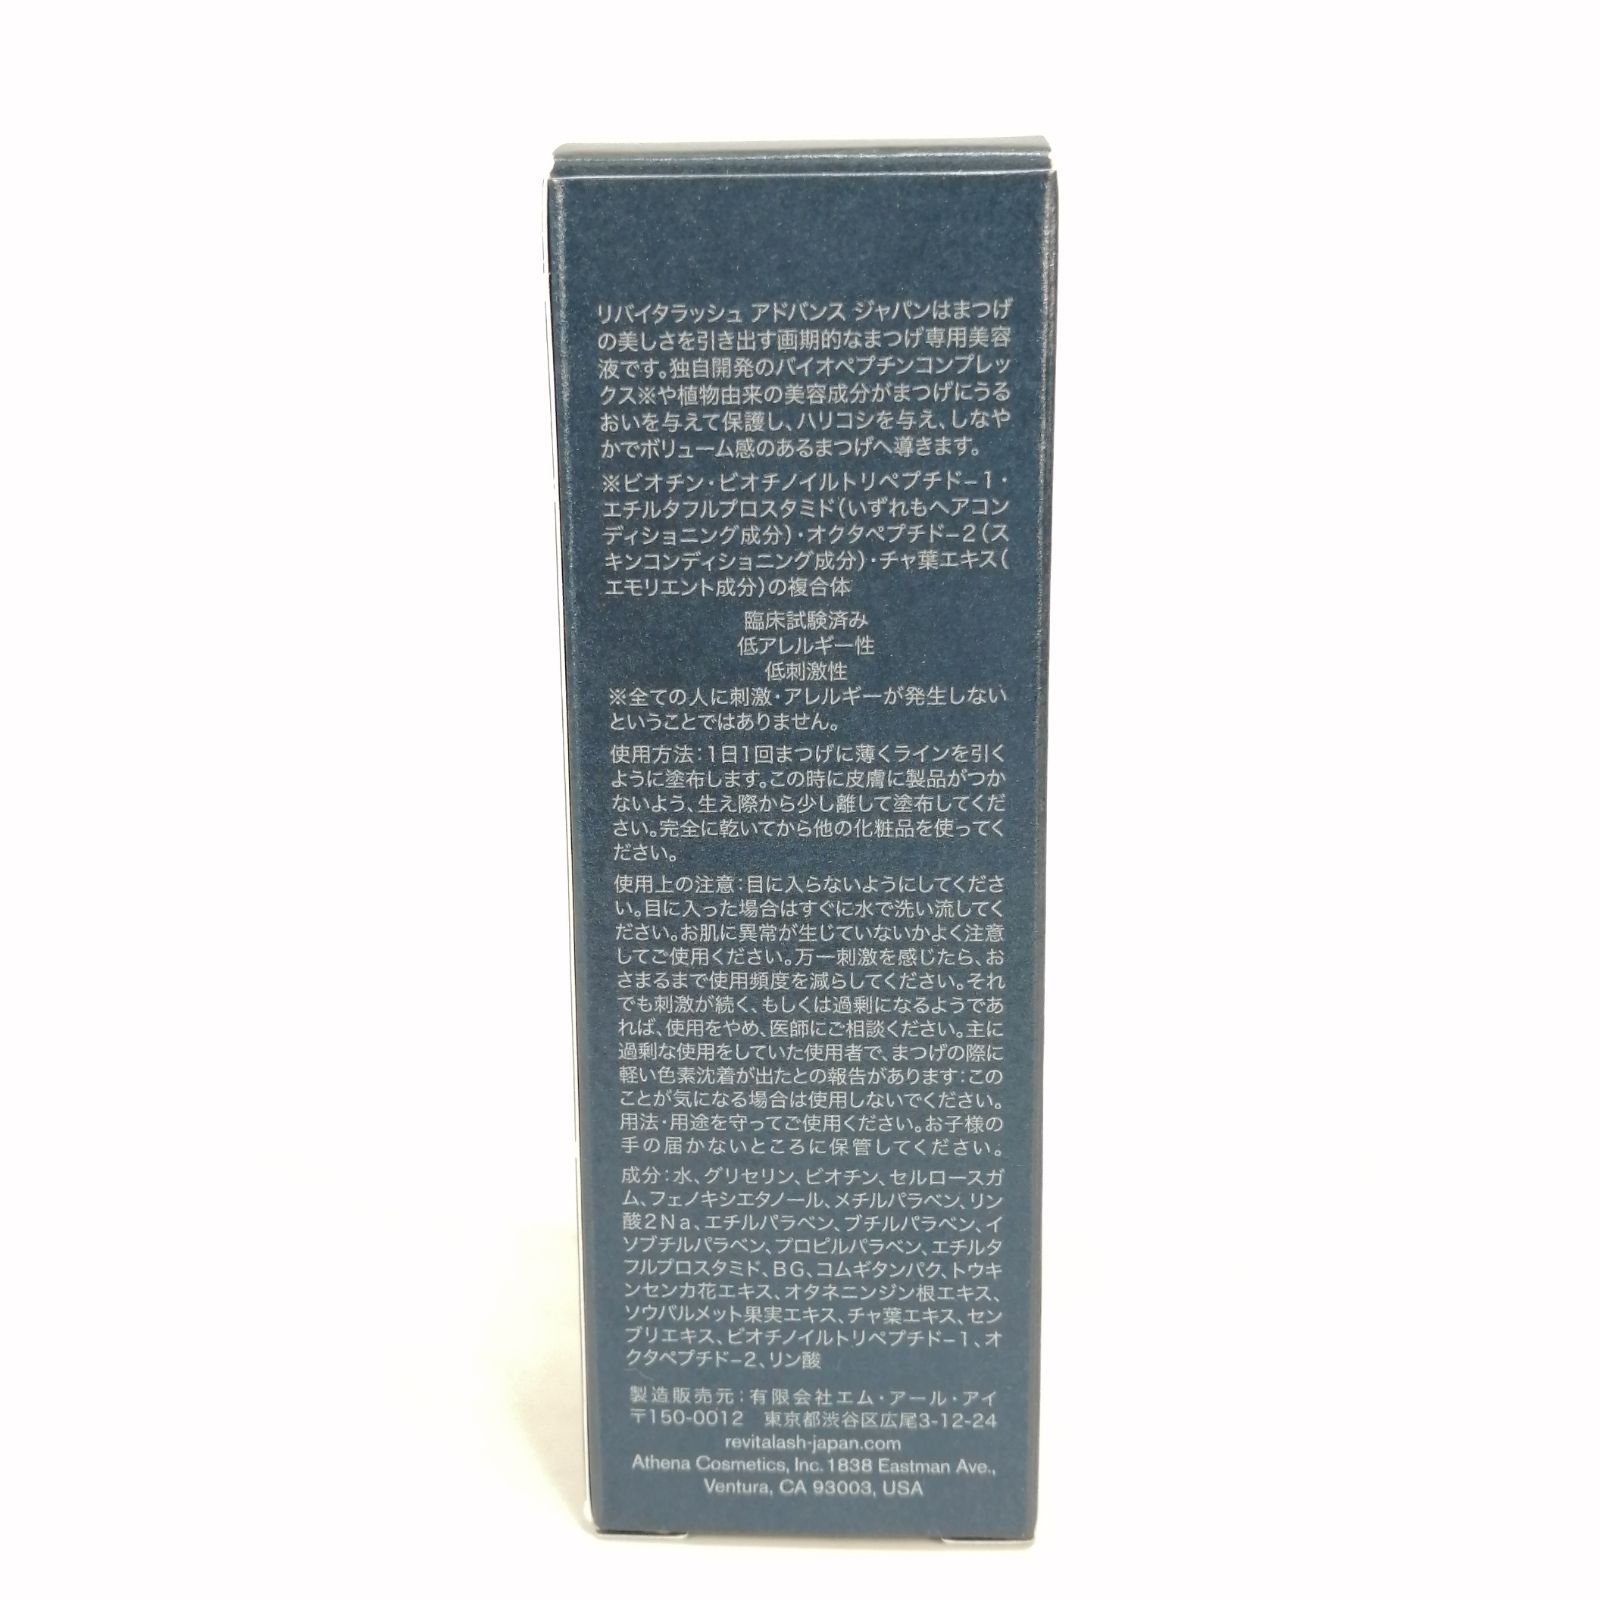 リバイタラッシュ アドバンス ジャパンはまつげ
の美しさを引き出す画期的なまつげ専用美容
液です。独自開発のバイオペプチンコンプレッ
クス※や植物由来の美容成分がまつげにうる
おいを与えて保護し、ハリコシを与え、しなや
かでボリューム感のあるまつげへ導きます。
※ビオチン・ビオチノイルトリペプチド−1・
エチルタフルプロスタミド(いずれもヘアコン
ディショニング成分)・オクタペプチド−2(ス
キンコンディショニング成分)・チャ葉エキス(
エモリエント成分)の複合体
臨床試験済み
低アレルギー性
低刺激性
※全ての人に刺激・アレルギーが発生しない
ということではありません。
使用方法：1日1回まつげに薄くラインを引く
ように塗布します。この時に皮膚に製品がつか
ないよう、生え際から少し離して塗布してくだ
さい。完全に乾いてから他の化粧品を使ってく
ださい。
使用上の注意：目に入らないようにしてくださ
い。目に入った場合はすぐに水で洗い流してく
ださい。お肌に異常が生じていないかよく注意
してご使用ください。万一刺激を感じたら、お
さまるまで使用頻度を減らしてください。それ
でも刺激が続く、もしくは過剰になるようであ
れば、使用をやめ、医師にご相談ください。主に
過剰な使用をしていた使用者で、まつげの際に
軽い色素沈着が出たとの報告があります：この
ことが気になる場合は使用しないでください。
用法・用途を守ってご使用ください。お子様の
手の届かないところに保管してください。
成分：水、グリセリン、ビオチン、セルロースガ
ム、フェノキシエタノール、メチルパラベン、リン
酸2Na、エチルパラベン、ブチルパラベン、イ
ソブチルパラベン、プロピルパラベン、エチルタ
フルプロスタミド、BG、コムギタンパク、トウキ
ンセンカ花エキス、オタネニンジン根エキス、
ソウパルメット果実エキス、チャ葉エキス、セン
ブリエキス、ビオチノイルトリペプチド−1、オ
クタペプチド−2、リン酸
製造販売元：有限会社エム・アール・アイ
〒150-0012 東京都渋谷区広尾3-12-24
revitalash-japan.com
Athena Cosmetics, Inc. 1838 Eastman Ave.,
Ventura, CA 93003, USA